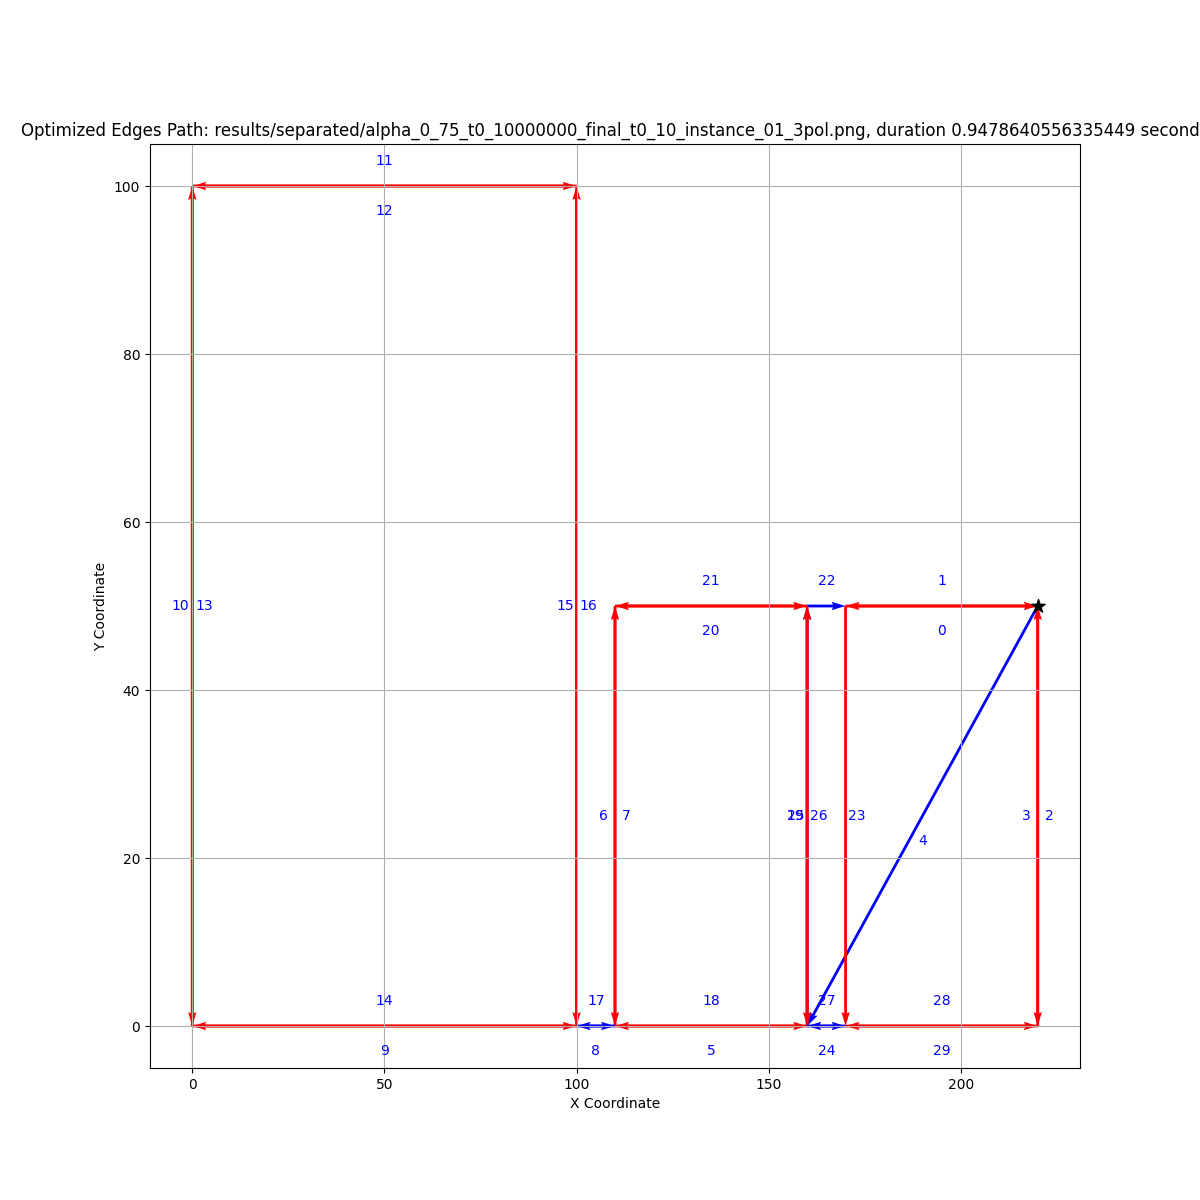 Optimized Edges Path: results/separated/alpha_0_75_t0_10000000_final_t0_10_instance_01_3pol.png, duration 0.9478640556335449 second
11
100
12
80
60
21 22 1
10 13 15 16
20 0
Y Coordinate
40
6 7 26 23 3 2
4
20
14 17 18 27 28
0
9 8 5 24 29
0 50 100 150 200
X Coordinate